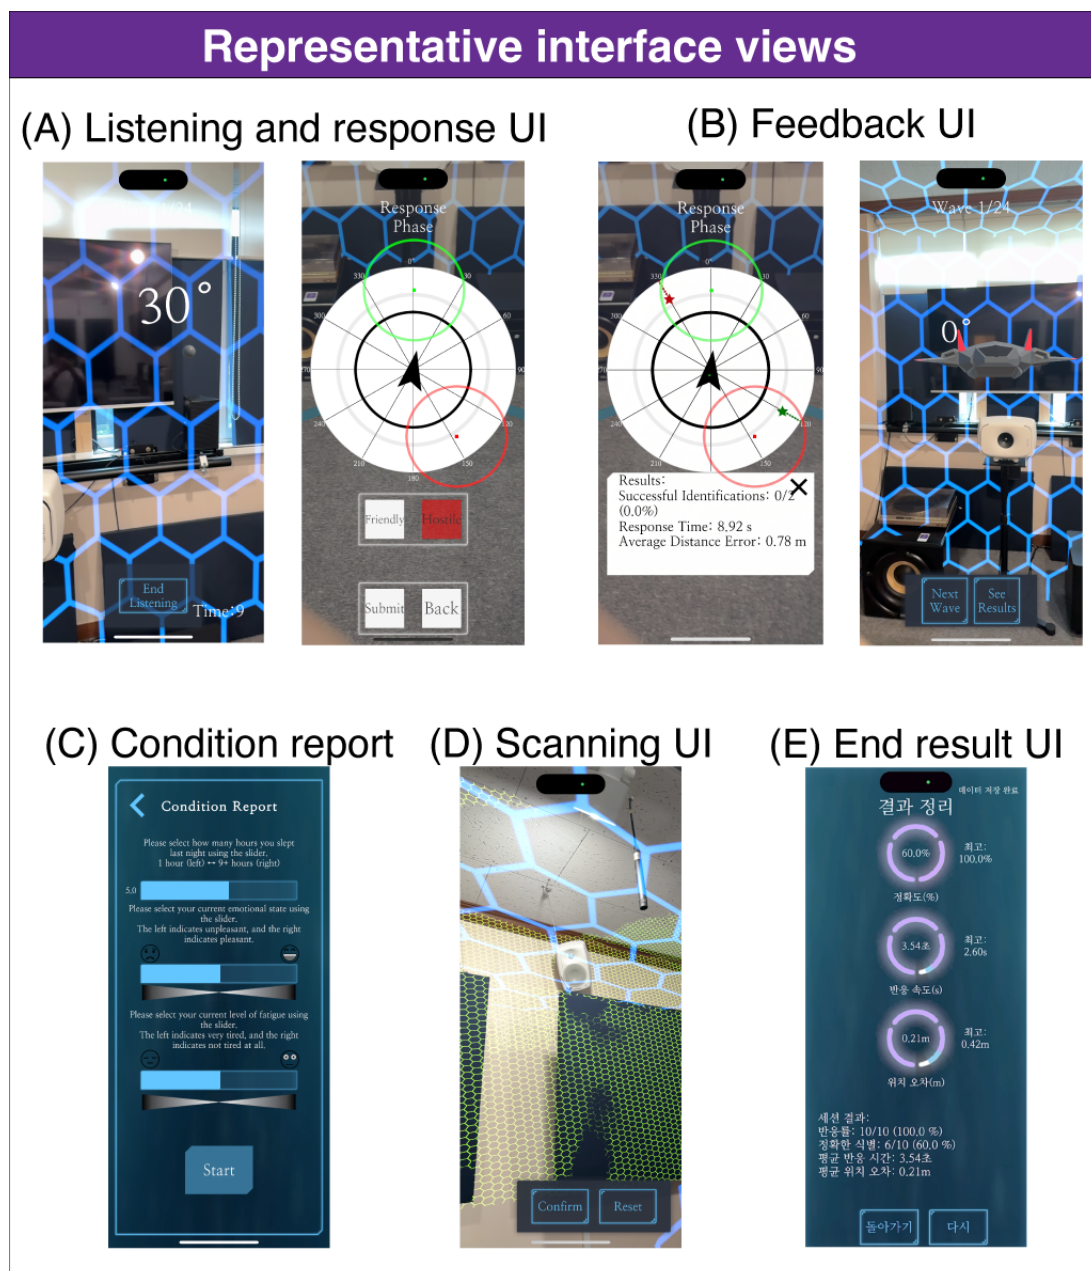 Representative interface views
(A) Listening and response UI
(B) Feedback UI
30°
End
Listening
Time:9
Response
Phase
0°
330
30
300
60
90
240
120
210
150
180
Friendly
Hostile
Submit
Back
Response
Phase
0°
330
30
300
60
270
90
240
120
210
150
Results:
Successful Identifications: 0/2
(0.0%)
Response Time: 8.92 s
Average Distance Error: 0.78 m
Wave 1/24
0°
Next
Wave
See
Results
(C) Condition report
(D) Scanning UI
(E) End result UI
Condition Report
Please select how many hours you slept
last night using the slider.
1 hour (left) ↔ 9+ hours (right)
5.0
Please select your current emotional state using
the slider.
The left indicates unpleasant, and the right
indicates pleasant.
Please select your current level of fatigue using
the slider.
The left indicates very tired, and the right
indicates not tired at all.
Start
Confirm
Reset
데이터 저장 완료
결과 정리
60.0%
최고:
100.0%
정확도(%)
3.54초
최고:
2.60s
반응 속도(s)
0.21m
최고:
0.42m
위치 오차(m)
세션 결과:
반응률: 10/10 (100.0 %)
정확한 식별: 6/10 (60.0 %)
평균 반응 시간: 3.54초
평균 위치 오차: 0.21m
돌아가기
다시